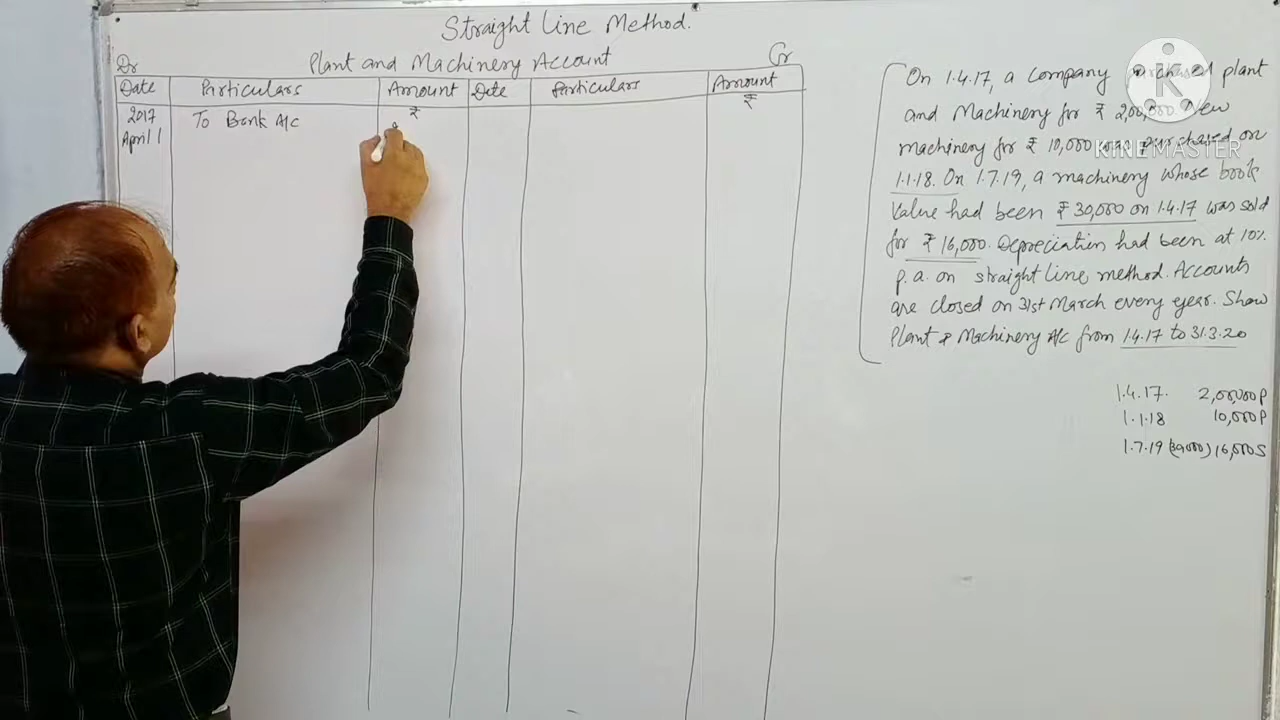 Straight Line Method.
Dr
Plant and Machinery Account
Cr
Date Particulars Amount Date Particulars Amount
₹ ₹
2017 To Bank A/c
April 1
On 1.4.17, a company purchased plant
and Machinery for ₹ 2,00,000. New
machinery for ₹ 10,000 was purchased on
1.1.18. On 1.7.19, a machinery whose book
Value had been ₹ 30,000 on 1.4.17 was sold
for ₹ 16,000. Depreciation had been at 10%
p.a. on straight line method. Accounts
are closed on 31st March every year. Show
Plant & Machinery A/c from 1.4.17 to 31.3.20
1.4.17. 2,00,000 P
1.1.18 10,000 P
1.7.19 (30,000) 16,000 S
K
KINEMASTER